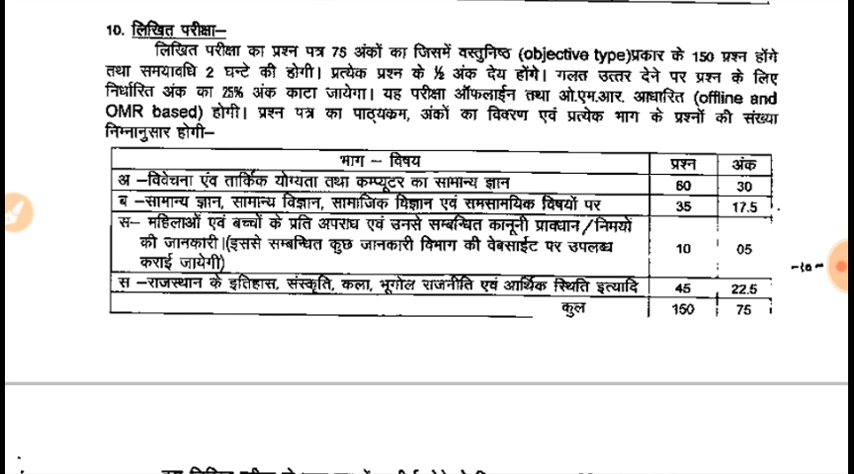 10. लिखित परीक्षा–
लिखित परीक्षा का प्रश्न पत्र 75 अंकों का जिसमें वस्तुनिष्ठ (objective type)प्रकार के 150 प्रश्न होंगे
तथा समयावधि 2 घन्टे की होगी। प्रत्येक प्रश्न के ½ अंक देय होंगे। गलत उत्तर देने पर प्रश्न के लिए
निर्धारित अंक का 25% अंक काटा जायेगा। यह परीक्षा ऑफलाईन तथा ओ.एम.आर. आधारित (offline and
OMR based) होगी। प्रश्न पत्र का पाठ्यकम, अंकों का विवरण एवं प्रत्येक भाग के प्रश्नों की संख्या
निम्नानुसार होगी–
भाग – विषय प्रश्न अंक
अ –विवेचना एंव तार्किक योग्यता तथा कम्प्यूटर का सामान्य ज्ञान 60 30
ब –सामान्य ज्ञान, सामान्य विज्ञान, सामाजिक विज्ञान एवं समसामयिक विषयों पर 35 17.5
स– महिलाओं एवं बच्चों के प्रति अपराध एवं उनसे सम्बन्धित कानूनी प्रावधान/निमयो
की जानकारी।(इससे सम्बन्धित कुछ जानकारी विभाग की वेबसाईट पर उपलब्ध 10 05
कराई जायेगी)
स –राजस्थान के इतिहास, संस्कृति, कला, भूगोल राजनीति एवं आर्थिक स्थिति इत्यादि 45 22.5
कुल 150 75